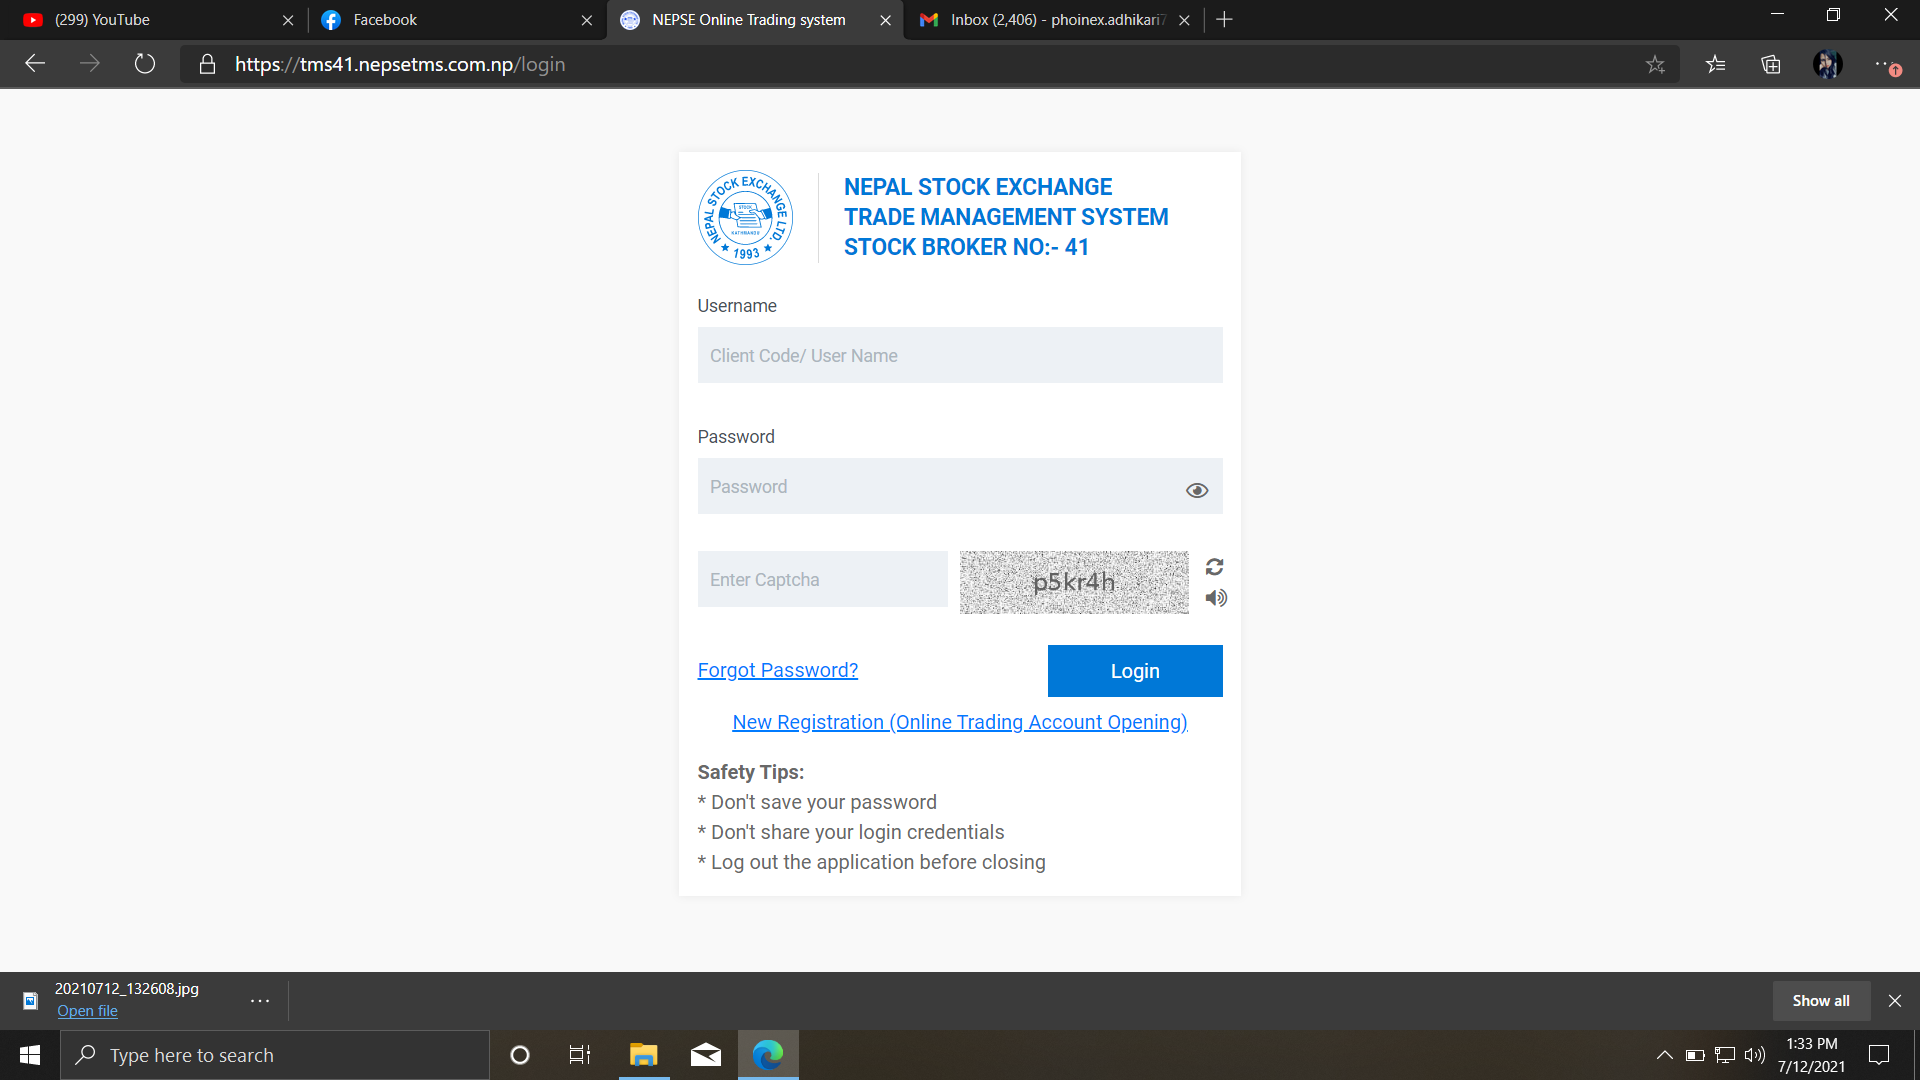 (299) YouTube
Facebook
NEPSE Online Trading system
Inbox (2,406) - phoinex.adhikari7
https://tms41.nepsetms.com.np/login
NEPAL STOCK EXCHANGE LTD.
STOCK
KATHMANDU
★ 1993 ★
NEPAL STOCK EXCHANGE
TRADE MANAGEMENT SYSTEM
STOCK BROKER NO:- 41
Username
Client Code/ User Name
Password
Password
Enter Captcha
p5kr4h
Forgot Password?
Login
New Registration (Online Trading Account Opening)
Safety Tips:
* Don't save your password
* Don't share your login credentials
* Log out the application before closing
20210712_132608.jpg
Open file
Show all
Type here to search
1:33 PM
7/12/2021